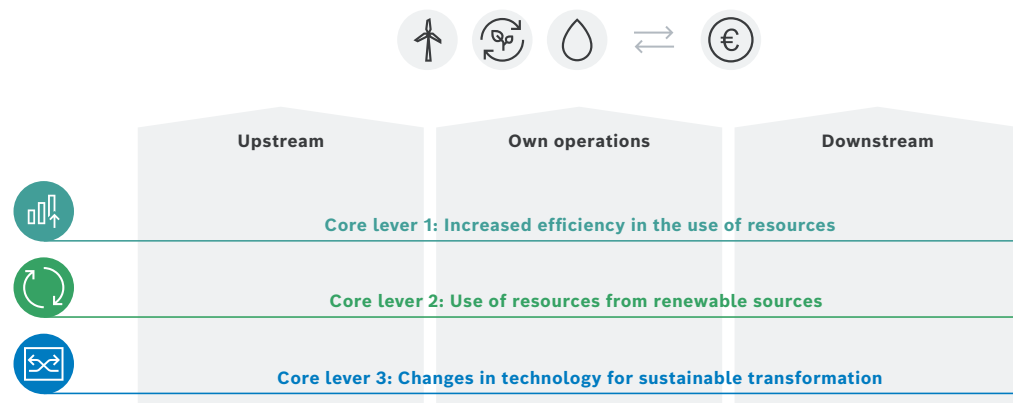 €
Upstream
Own operations
Downstream
Core lever 1: Increased efficiency in the use of resources
Core lever 2: Use of resources from renewable sources
Core lever 3: Changes in technology for sustainable transformation